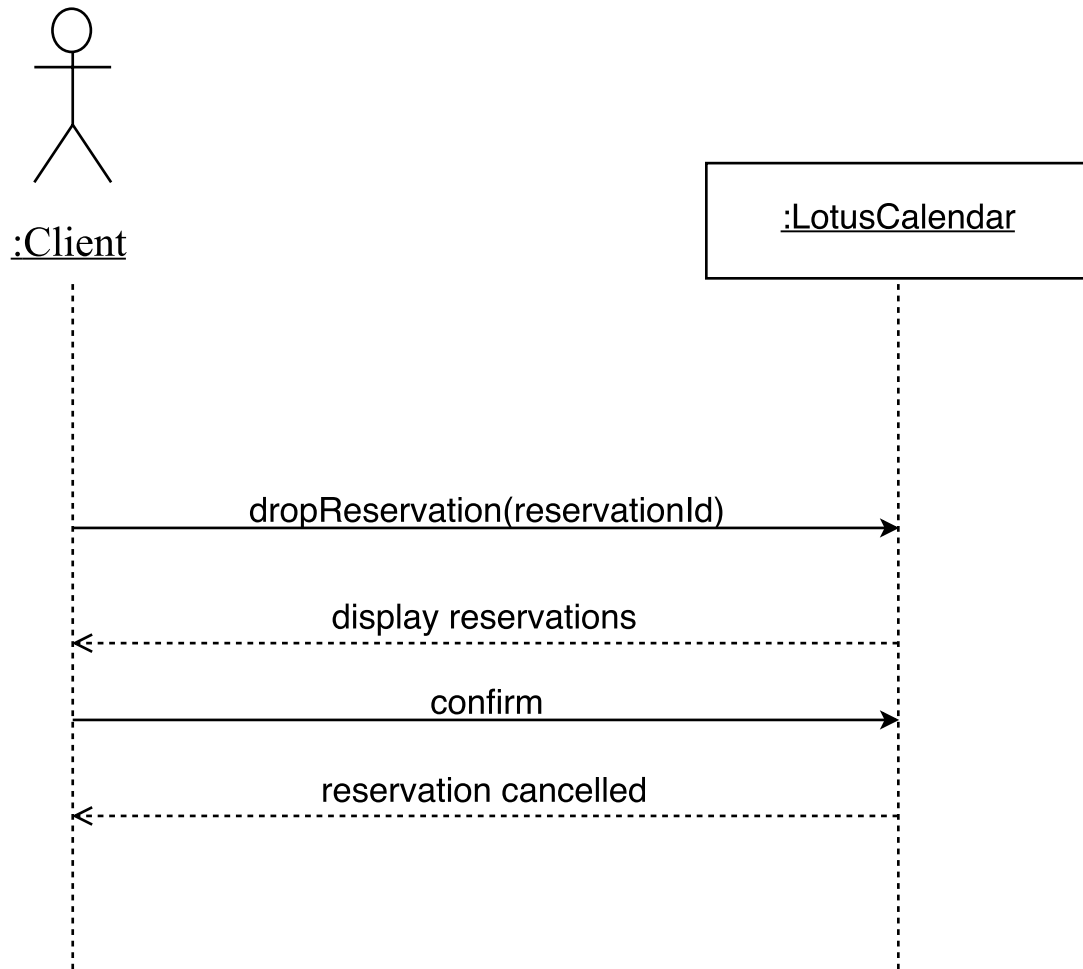 :Client
:LotusCalendar
dropReservation(reservationId)
display reservations
confirm
reservation cancelled